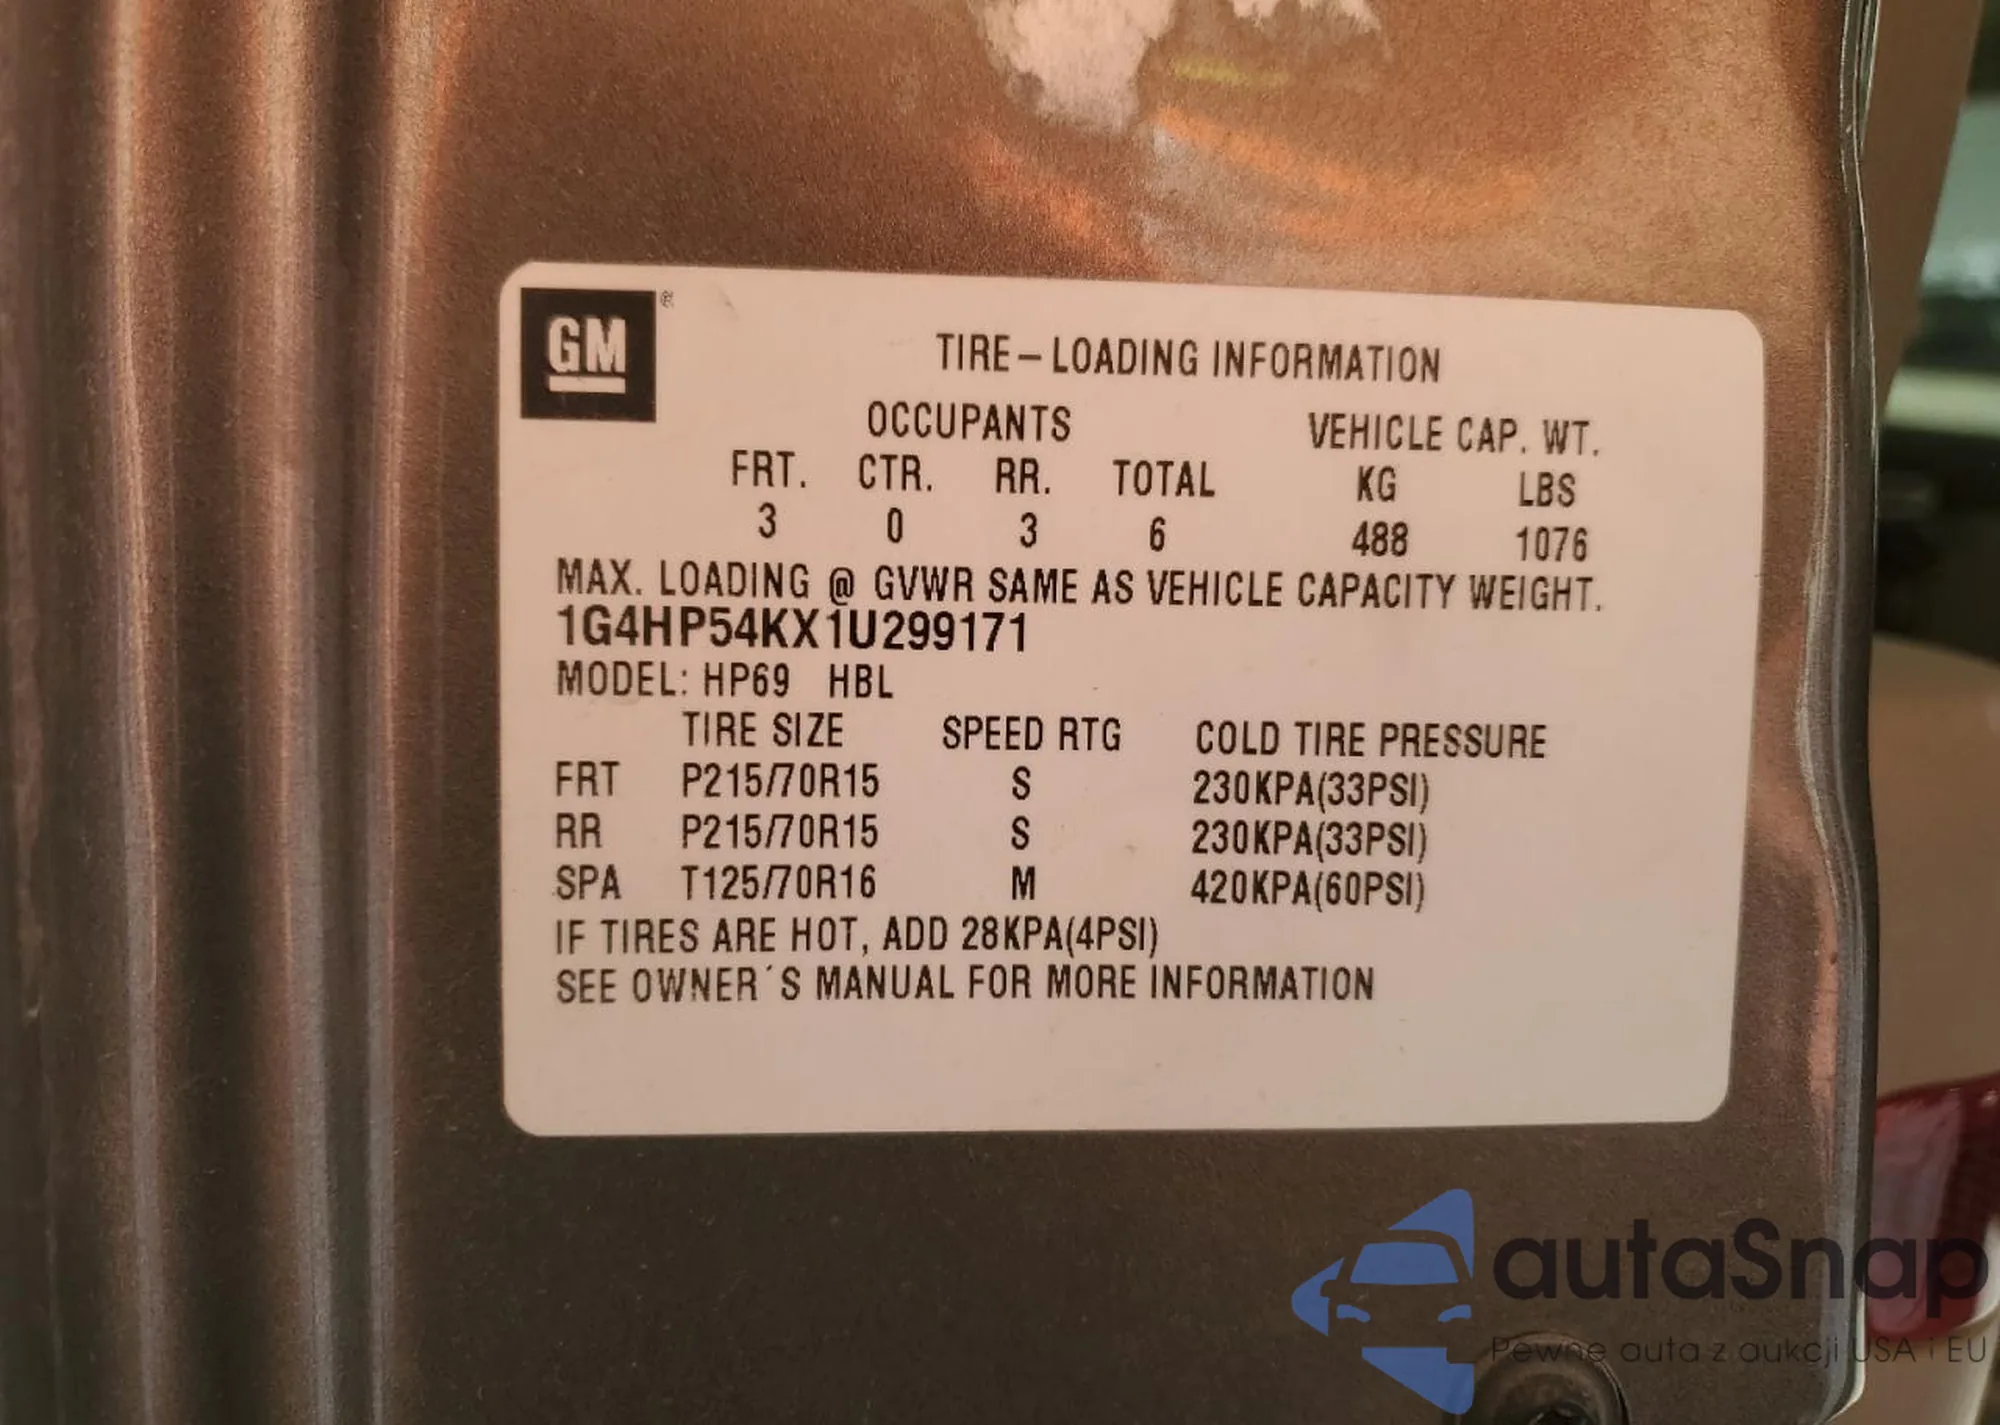 GM®
TIRE-LOADING INFORMATION
OCCUPANTS VEHICLE CAP. WT.
FRT. CTR. RR. TOTAL KG LBS
3 0 3 6 488 1076
MAX. LOADING @ GVWR SAME AS VEHICLE CAPACITY WEIGHT.
1G4HP54KX1U299171
MODEL: HP69 HBL
TIRE SIZE SPEED RTG COLD TIRE PRESSURE
FRT P215/70R15 S 230KPA(33PSI)
RR P215/70R15 S 230KPA(33PSI)
SPA T125/70R16 M 420KPA(60PSI)
IF TIRES ARE HOT, ADD 28KPA(4PSI)
SEE OWNER´S MANUAL FOR MORE INFORMATION
autaSnap
Pewne auta z aukcji USA i EU